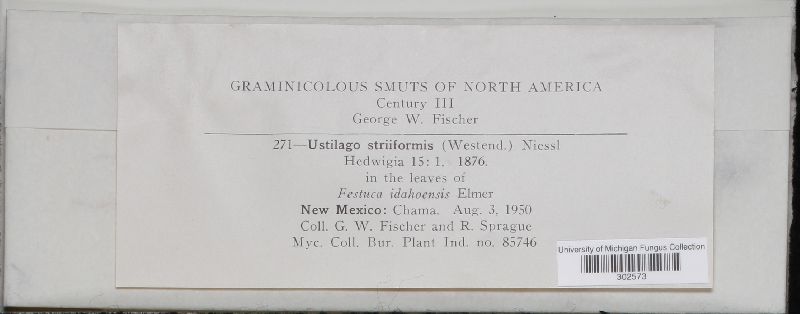 GRAMINICOLOUS SMUTS OF NORTH AMERICA
Century III
George W. Fischer
271—Ustilago striiformis (Westend.) Niessl
Hedwigia 15: 1. 1876.
in the leaves of
Festuca idahoensis Elmer
New Mexico: Chama. Aug. 3, 1950
Coll. G. W. Fischer and R. Sprague
Myc. Coll. Bur. Plant Ind. no. 85746
University of Michigan Fungus Collection
302573